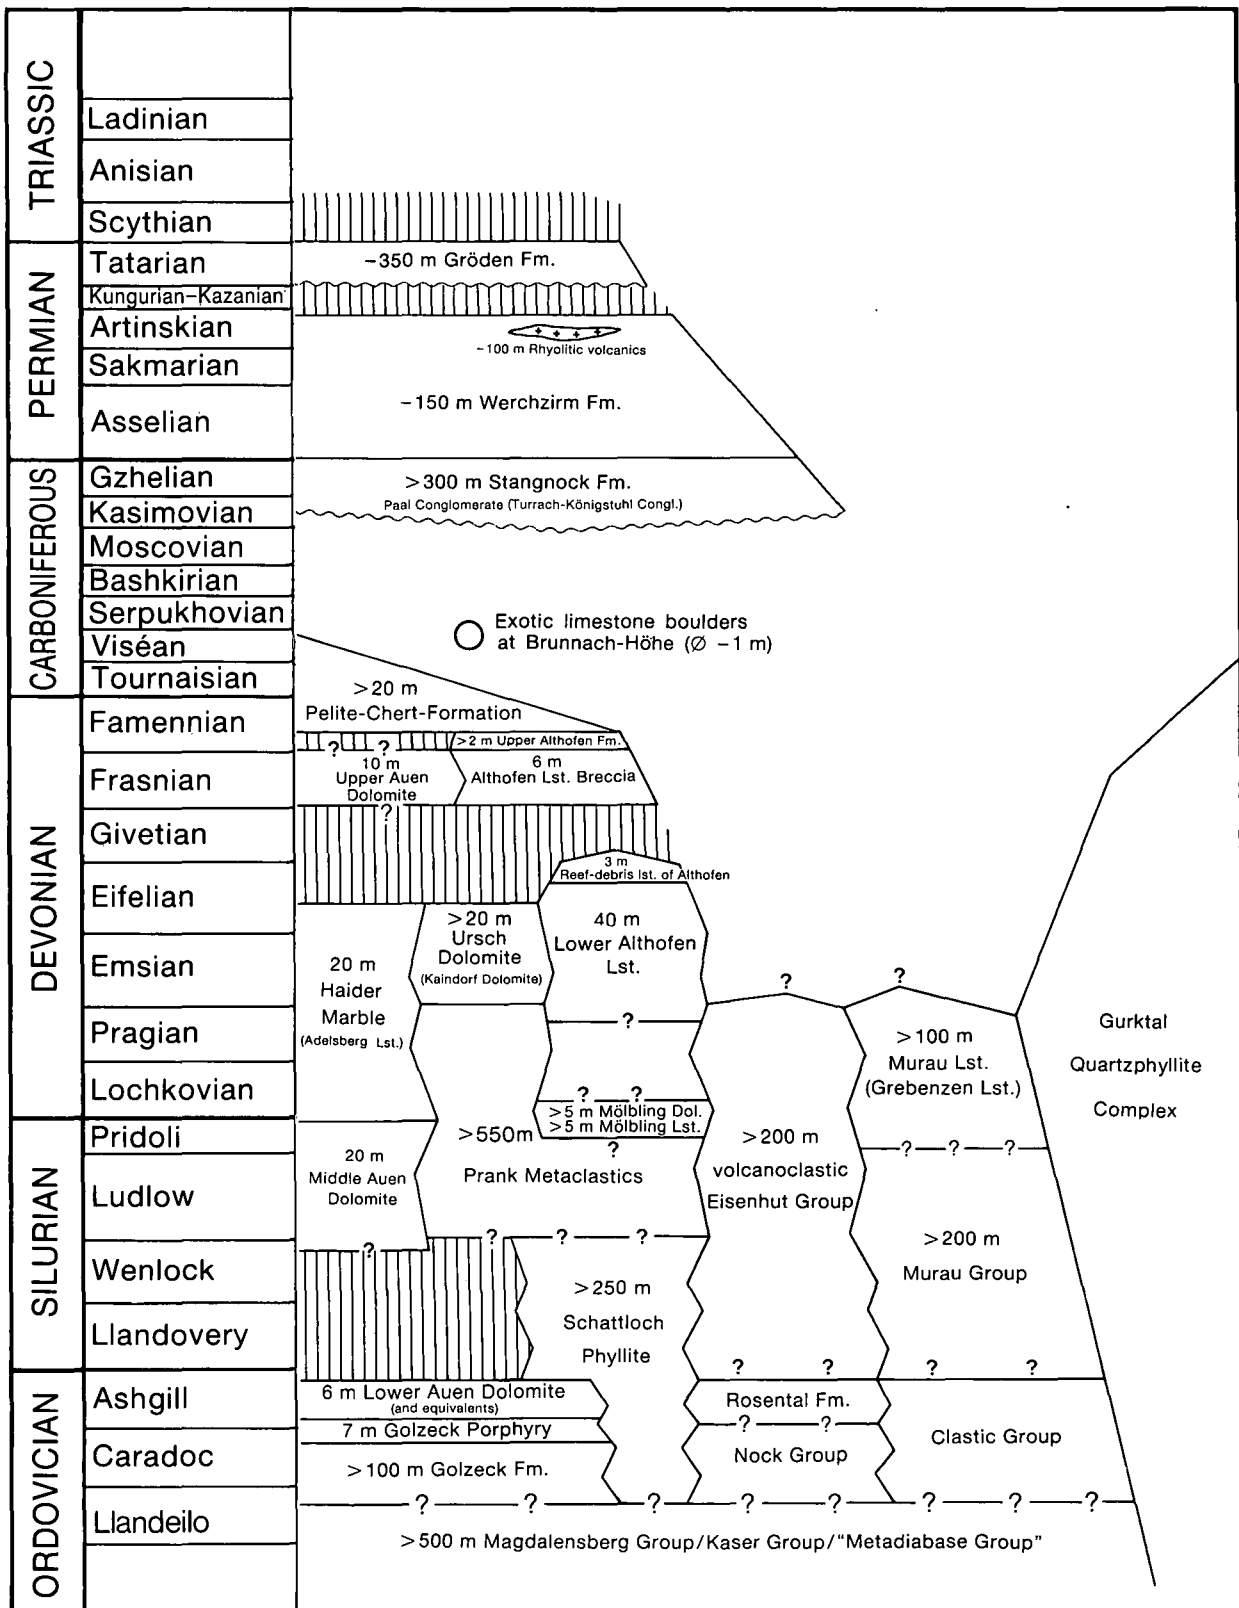 TRIASSIC
Ladinian
Anisian
Scythian
PERMIAN
Tatarian
Kungurian–Kazanian
Artinskian
Sakmarian
Asselian
CARBONIFEROUS
Gzhelian
Kasimovian
Moscovian
Bashkirian
Serpukhovian
Viséan
Tournaisian
DEVONIAN
Famennian
Frasnian
Givetian
Eifelian
Emsian
Pragian
Lochkovian
SILURIAN
Pridoli
Ludlow
Wenlock
Llandovery
ORDOVICIAN
Ashgill
Caradoc
Llandeilo
–350 m Gröden Fm.
–100 m Rhyolitic volcanics
–150 m Werchzirm Fm.
>300 m Stangnock Fm.
Paal Conglomerate (Turrach-Königstuhl Congl.)
Exotic limestone boulders
at Brunnach-Höhe (Ø –1 m)
>20 m
Pelite-Chert-Formation
? ?
>2 m Upper Althofen Fm.
10 m
Upper Auen
Dolomite
?
6 m
Althofen Lst. Breccia
3 m
Reef-debris lst. of Althofen
20 m
Haider
Marble
(Adelsberg Lst.)
>20 m
Ursch
Dolomite
(Kaindorf Dolomite)
40 m
Lower Althofen
Lst.
?
? ?
>5 m Mölbling Dol.
>5 m Mölbling Lst.
?
20 m
Middle Auen
Dolomite
?
>550m
Prank Metaclastics
? ? ?
>250 m
Schattloch
Phyllite
?
>200 m
volcanoclastic
Eisenhut Group
? ?
?
>100 m
Murau Lst.
(Grebenzen Lst.)
? ? ?
>200 m
Murau Group
? ?
Gurktal
Quartzphyllite
Complex
6 m Lower Auen Dolomite
(and equivalents)
7 m Golzeck Porphyry
>100 m Golzeck Fm.
Rosental Fm.
? ?
Nock Group
Clastic Group
? ? ? ? ? ? ? ?
>500 m Magdalensberg Group/Kaser Group/"Metadiabase Group"